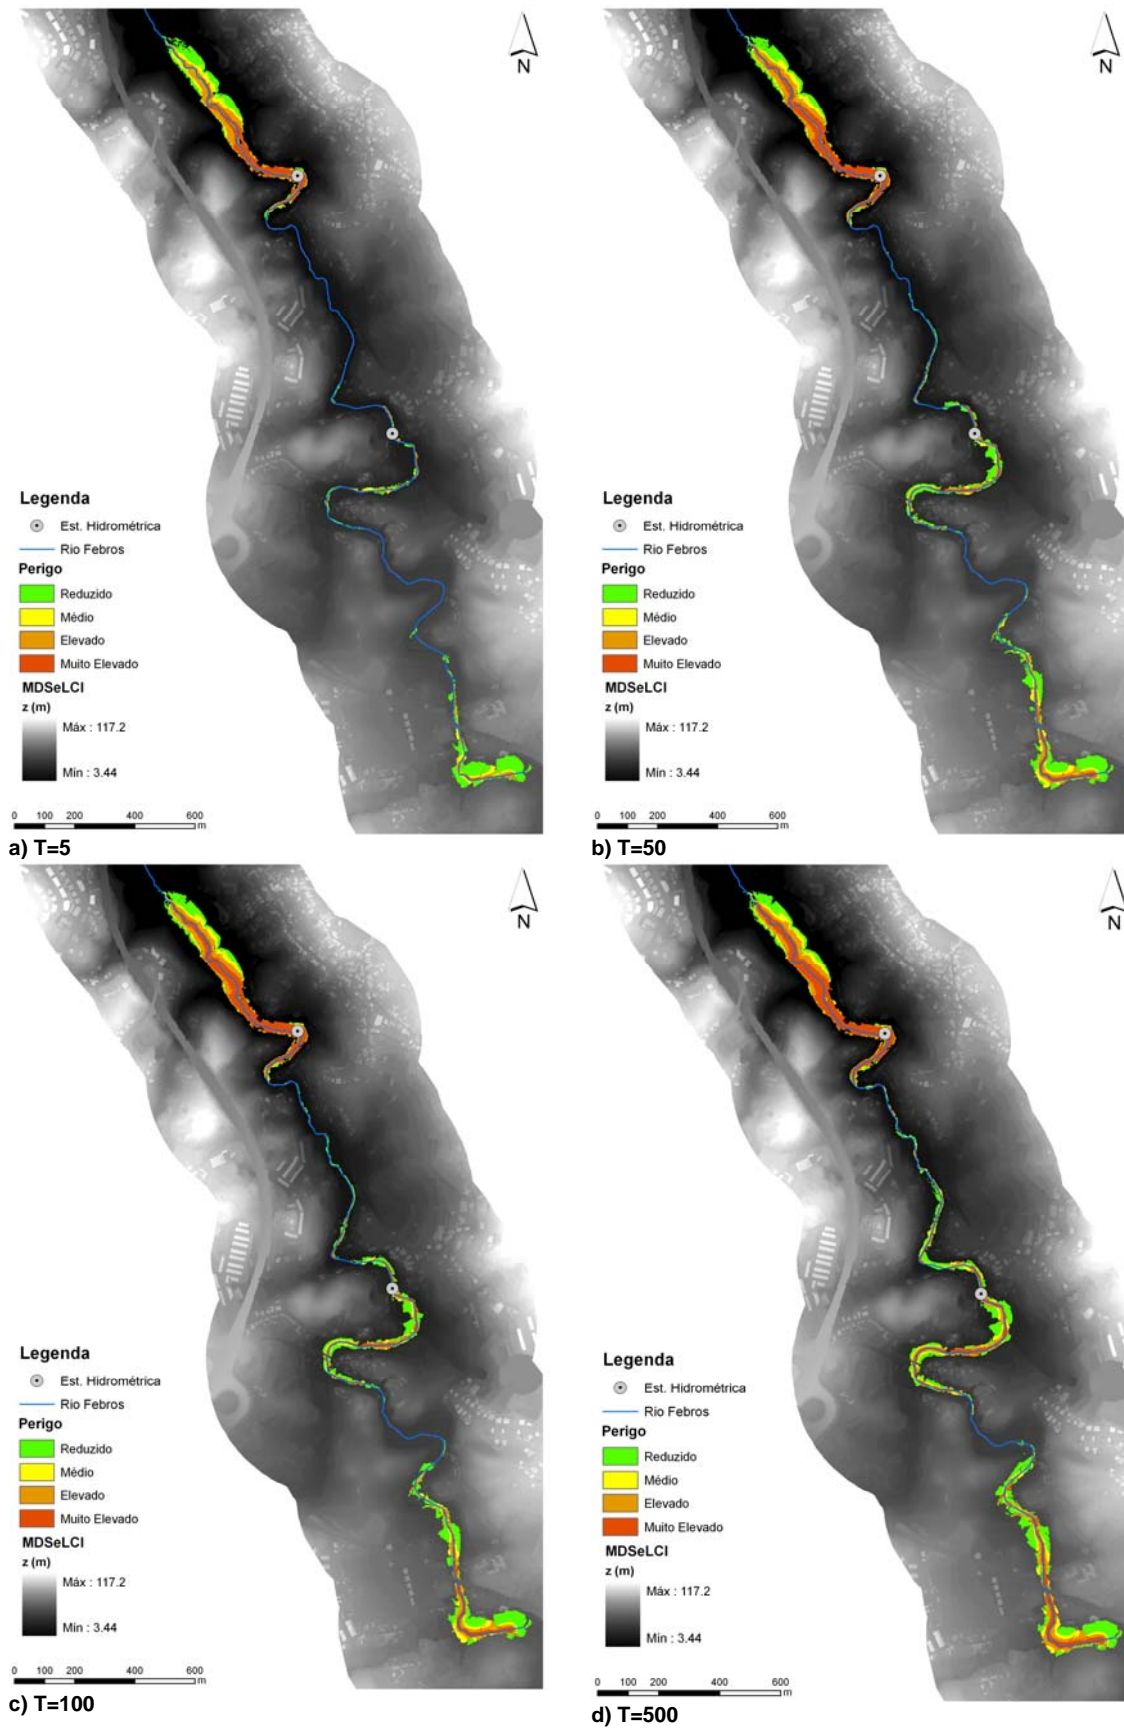 N
Legenda
Est. Hidrométrica
Rio Febros
Perigo
Reduzido
Médio
Elevado
Muito Elevado
MDSeLCI
z (m)
Máx : 117.2
Mín : 3.44
0 100 200 400 600
m
a) T=5
N
Legenda
Est. Hidrométrica
Rio Febros
Perigo
Reduzido
Médio
Elevado
Muito Elevado
MDSeLCI
z (m)
Máx : 117.2
Mín : 3.44
0 100 200 400 600
m
b) T=50
N
Legenda
Est. Hidrométrica
Rio Febros
Perigo
Reduzido
Médio
Elevado
Muito Elevado
MDSeLCI
z (m)
Máx : 117.2
Mín : 3.44
0 100 200 400 600
m
c) T=100
N
Legenda
Est. Hidrométrica
Rio Febros
Perigo
Reduzido
Médio
Elevado
Muito Elevado
MDSeLCI
z (m)
Máx : 117.2
Mín : 3.44
0 100 200 400 600
m
d) T=500